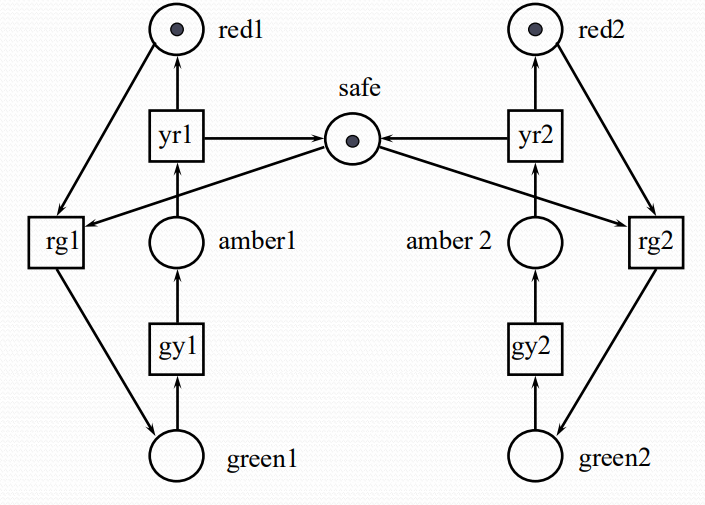 red1
red2
safe
yr1
yr2
rg1
amber1
amber 2
rg2
gy1
gy2
green1
green2